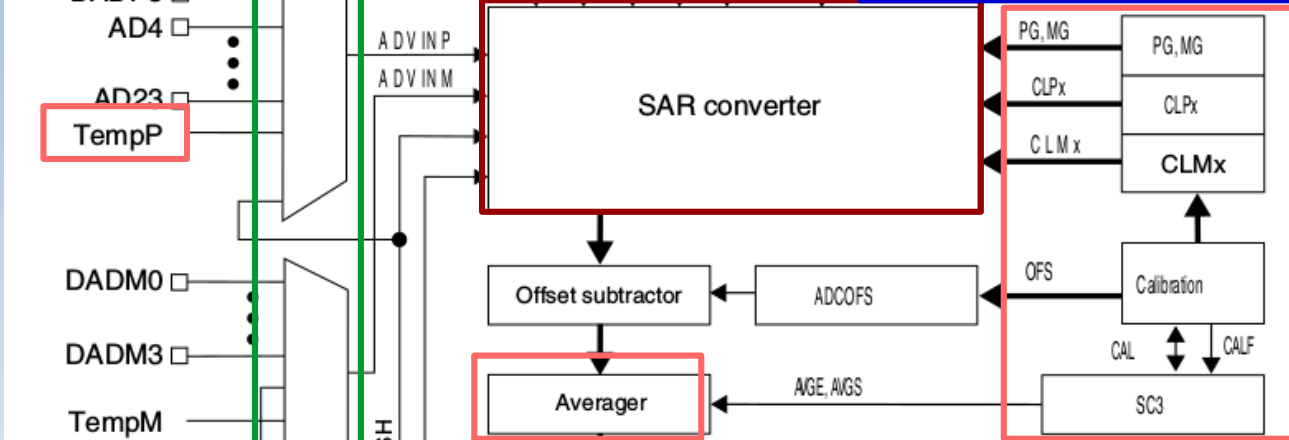 AD4
AD23
TempP
DADM0
DADM3
TempM
ADVINP
ADVINM
SAR converter
PG, MG
CLPx
CLMx
PG, MG
CLPx
CLMx
Offset subtractor
ADCOFS
OFS
Calibration
CAL
CALF
Averager
AVGE, AVGS
SC3